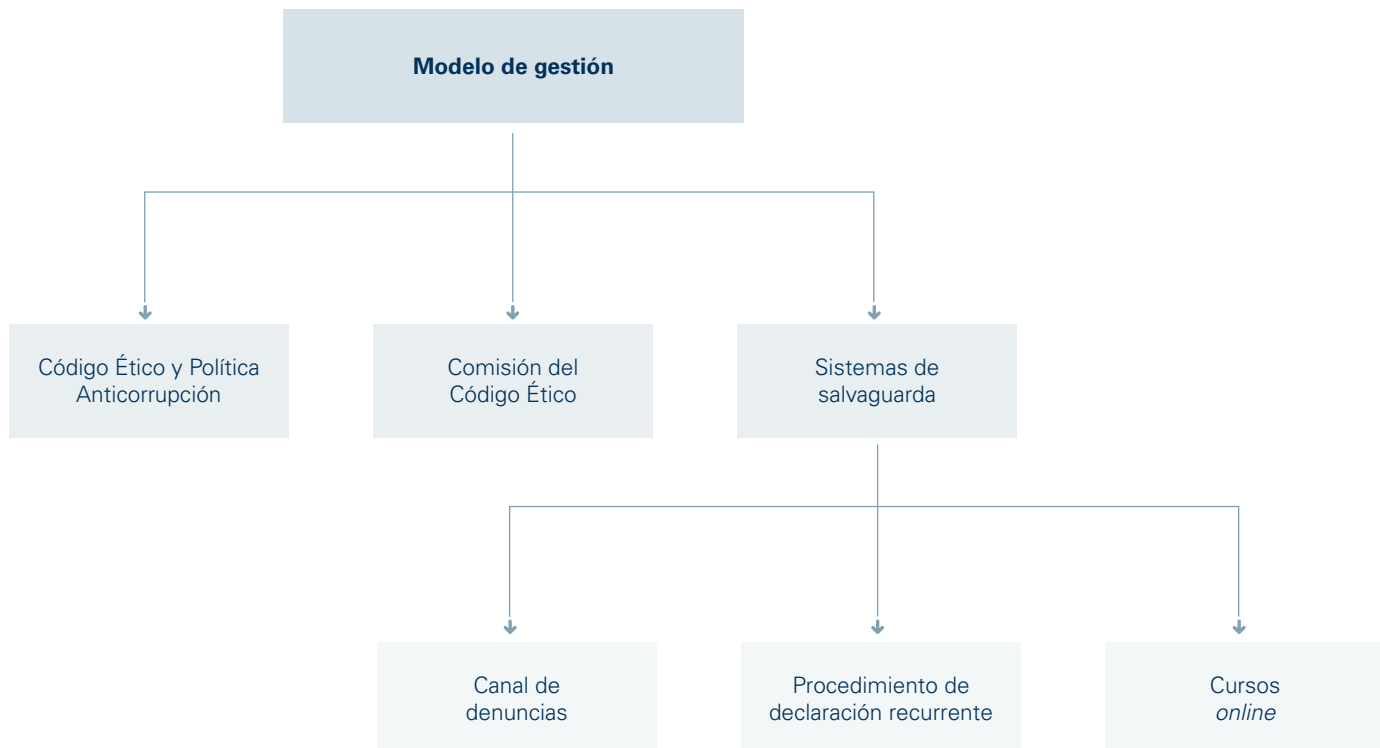 Modelo de gestión
Código Ético y Política
Anticorrupción
Comisión del
Código Ético
Sistemas de
salvaguarda
Canal de
denuncias
Procedimiento de
declaración recurrente
Cursos
online